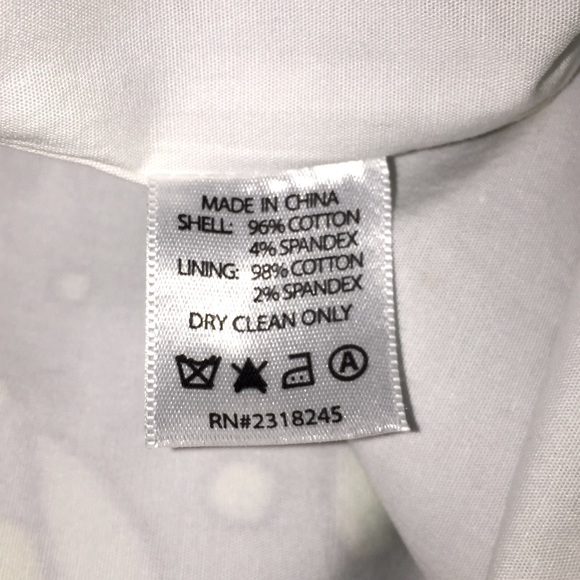 MADE IN CHINA
SHELL: 96% COTTON
4% SPANDEX
LINING: 98% COTTON
2% SPANDEX
DRY CLEAN ONLY
A
RN#2318245